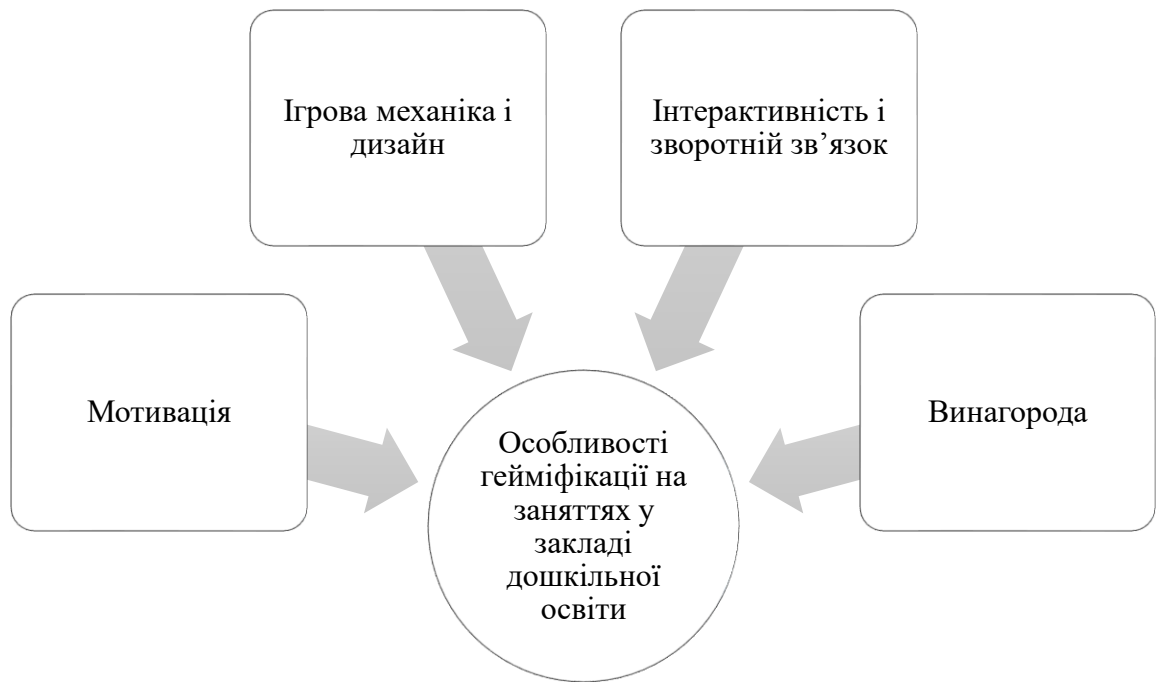 Ігрова механіка і
дизайн
Інтерактивність і
зворотній зв’язок
Мотивація
Винагорода
Особливості
гейміфікації на
заняттях у
закладі
дошкільної
освіти